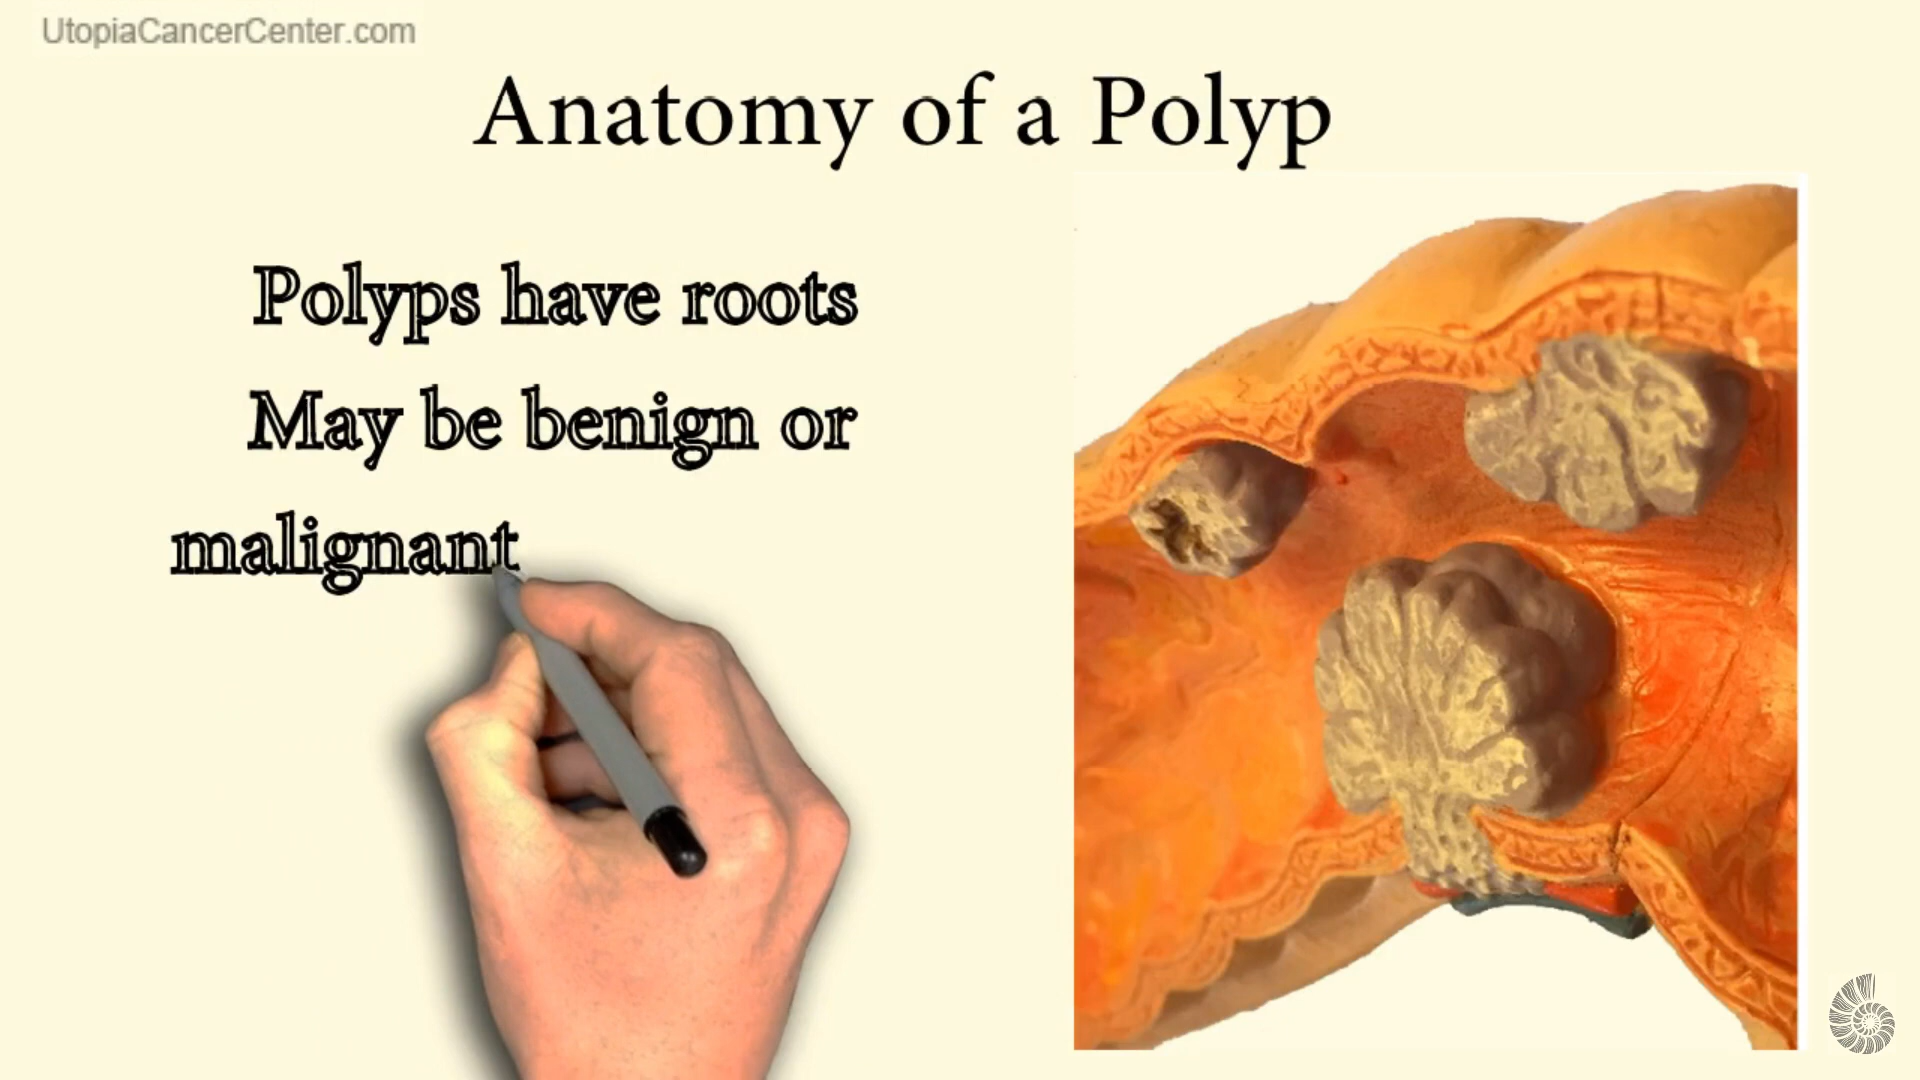 UtopiaCancerCenter.com
Anatomy of a Polyp
Polyps have roots
May be benign or
malignant